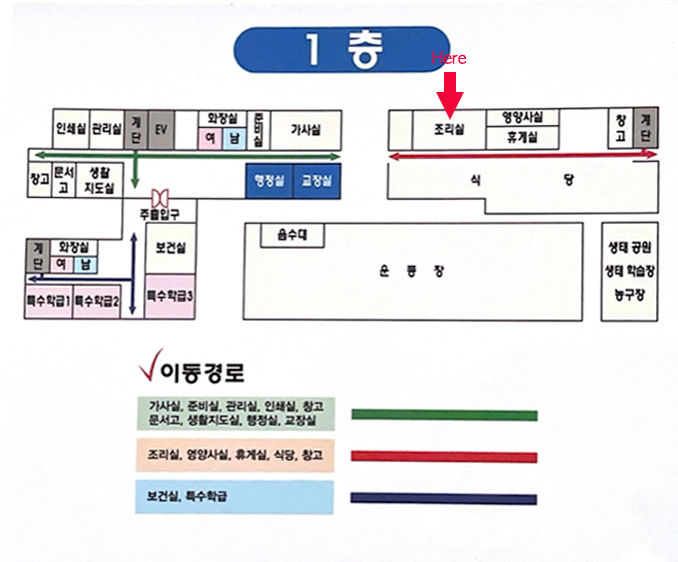 1 층
Here
인쇄실
관리실
계단
EV
화장실
여 남
준비실
가사실
조리실
영양사실
휴게실
창고
계단
창고
문서고
생활
지도실
행정실
교장실
식 당
주출입구
계단
화장실
여 남
보건실
특수학급1
특수학급2
특수학급3
음수대
운 동 장
생태 공원
생태 학습장
농구장
이동경로
가사실, 준비실, 관리실, 인쇄실, 창고
문서고, 생활지도실, 행정실, 교장실
조리실, 영양사실, 휴게실, 식당, 창고
보건실, 특수학급